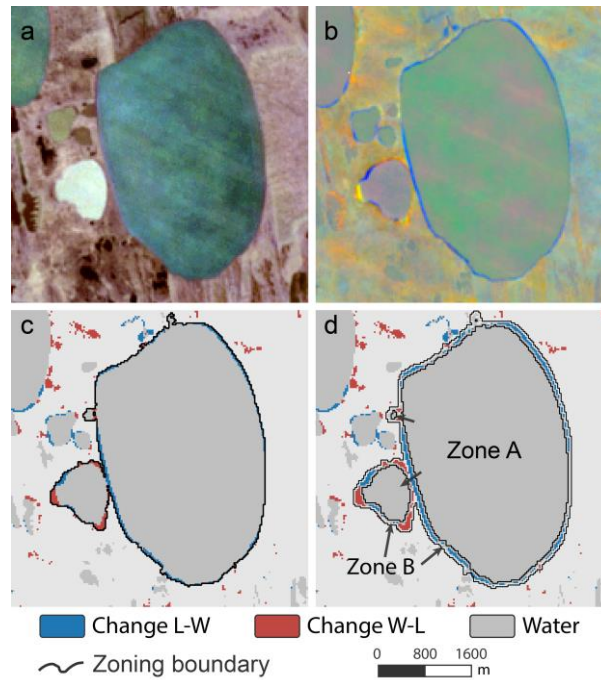 a
b
c
d
Zone A
Zone B
Change L-W
Change W-L
Water
Zoning boundary
0 800 1600
m